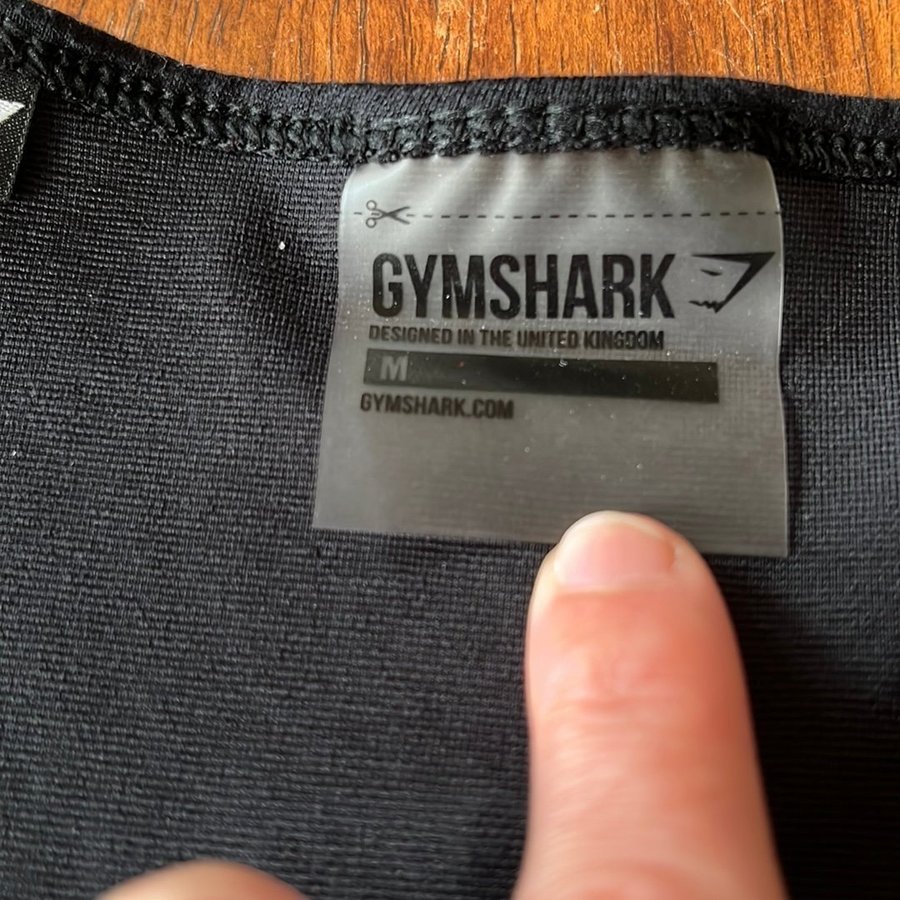 GYMSHARK
DESIGNED IN THE UNITED KINGDOM
M
GYMSHARK.COM